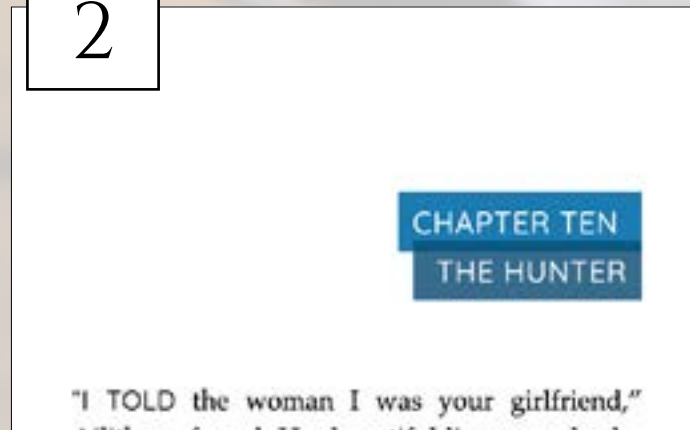 2
CHAPTER TEN
THE HUNTER
"I TOLD the woman I was your girlfriend,"